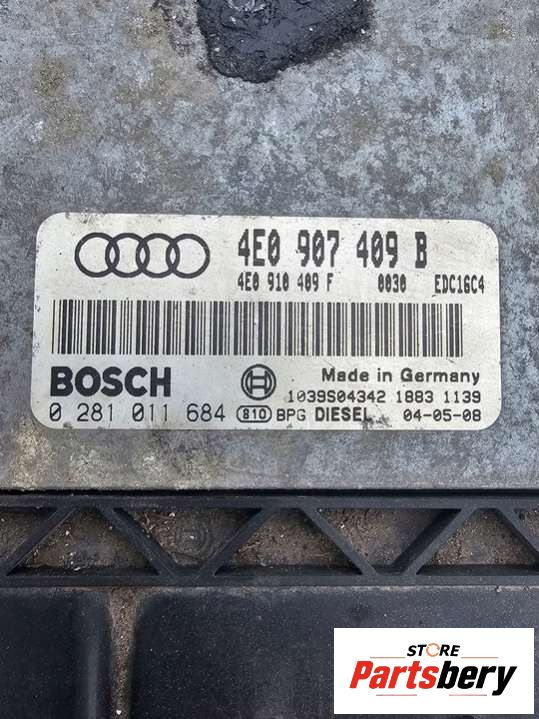 4E0 907 409 B
4E0 910 409 F 0030 EDC16C4
BOSCH
Made in Germany
1039S04342 1883 1139
0 281 011 684 810 BPG DIESEL 04-05-08
STORE
Partsbery